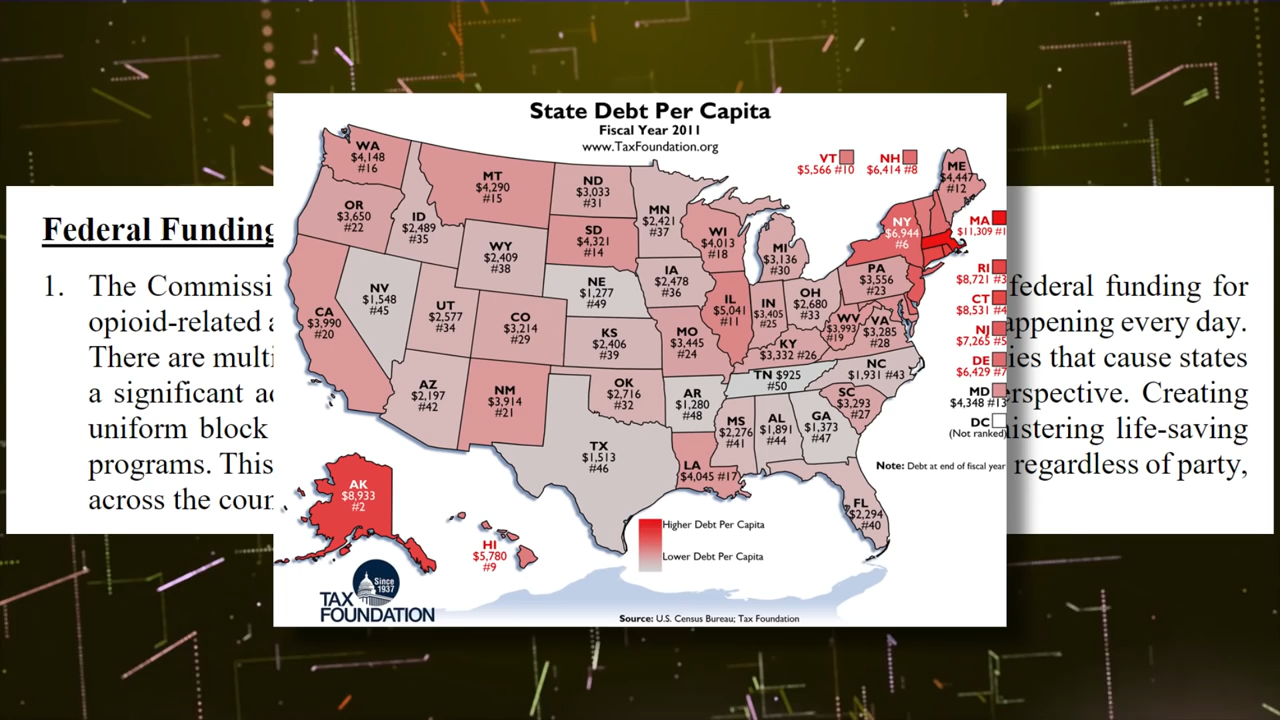 State Debt Per Capita
Fiscal Year 2011
www.TaxFoundation.org
WA
$4,148
#16
MT
$4,290
#15
ND
$3,033
#31
MN
$2,421
#37
VT
$5,566 #10
NH
$6,414 #8
ME
$4,447
#12
OR
$3,650
#22
ID
$2,489
#35
WY
$2,409
#38
SD
$4,321
#14
WI
$4,013
#18
MI
$3,136
#30
NY
$6,944
#6
MA
$11,309 #1
NV
$1,548
#45
UT
$2,577
#34
CO
$3,214
#29
NE
$1,277
#49
IA
$2,478
#36
IL
$5,041
#11
IN
$3,405
#25
OH
$2,680
#33
PA
$3,556
#23
RI
$8,721 #3
CT
$8,531 #4
NJ
$7,265 #5
DE
$6,429 #7
MD
$4,348 #13
DC
(Not ranked)
CA
$3,990
#20
KS
$2,406
#39
MO
$3,445
#24
KY
$3,332 #26
WV
$3,993
#19
VA
$3,285
#28
AZ
$2,197
#42
NM
$3,914
#21
OK
$2,716
#32
AR
$1,280
#48
TN $925
#50
NC
$1,931 #43
SC
$3,293
#27
TX
$1,513
#46
LA
$4,045 #17
MS
$2,276
#41
AL
$1,891
#44
GA
$1,373
#47
FL
$2,294
#40
AK
$8,933
#2
HI
$5,780
#9
Note: Debt at end of fiscal year
Higher Debt Per Capita
Lower Debt Per Capita
Since
1937
TAX
FOUNDATION
Source: U.S. Census Bureau; Tax Foundation
Federal Funding
1. The Commissi federal funding for
opioid-related a appening every day.
There are multi ies that cause states
a significant ad rspective. Creating
uniform block nistering life-saving
programs. This regardless of party,
across the coun